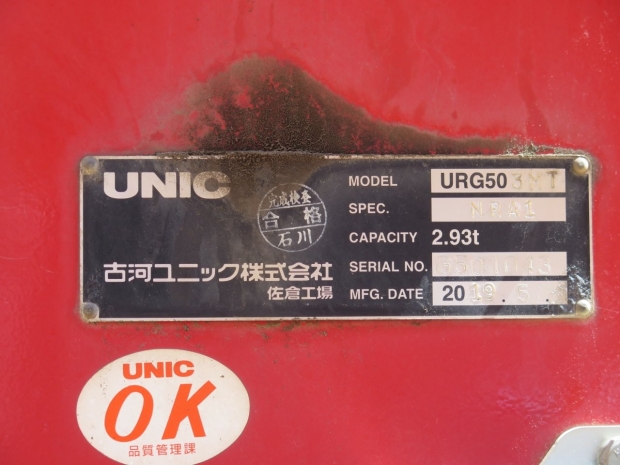 UNIC
完成検査
合格
石川
古河ユニック株式会社
佐倉工場
MODEL URG503
SPEC.
CAPACITY 2.93t
SERIAL NO.
MFG. DATE 20
UNIC
OK
品質管理課